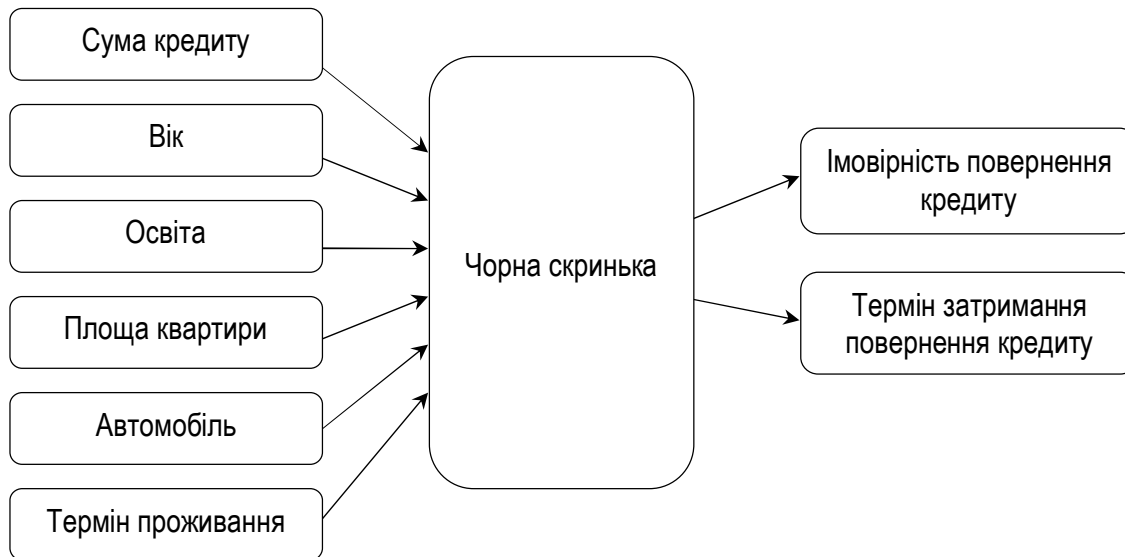 Сума кредиту
Вік
Освіта
Площа квартири
Автомобіль
Термін проживання
Чорна скринька
Імовірність повернення
кредиту
Термін затримання
повернення кредиту